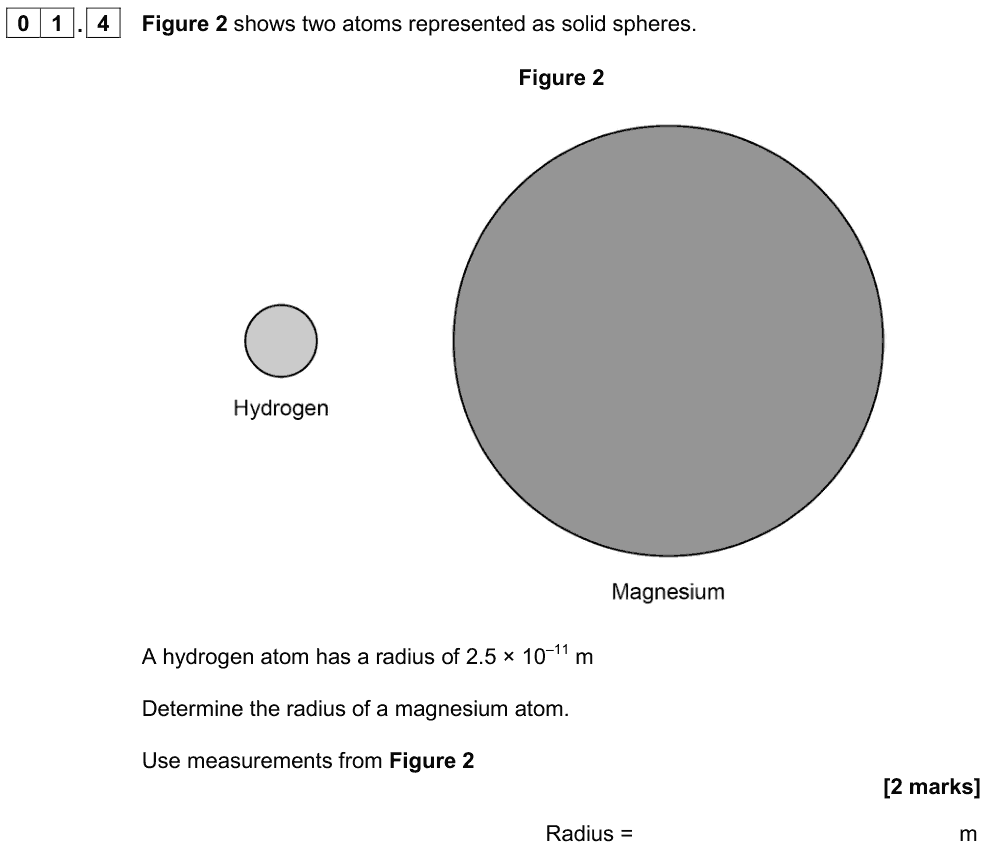 0 1 . 4 Figure 2 shows two atoms represented as solid spheres.
Figure 2
Hydrogen
Magnesium
A hydrogen atom has a radius of 2.5 × 10⁻¹¹ m
Determine the radius of a magnesium atom.
Use measurements from Figure 2
[2 marks]
Radius = m